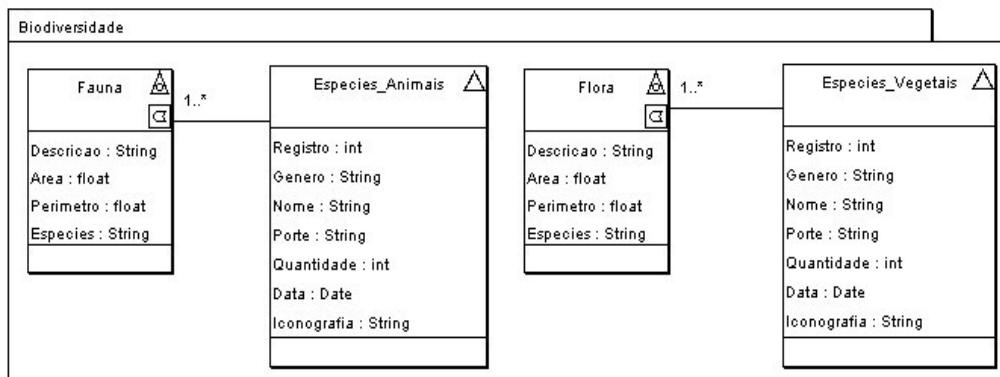 Biodiversidade
Fauna
1..*
Descricao : String
Area : float
Perimetro : float
Especies : String
Especies_Animais
Registro : int
Genero : String
Nome : String
Porte : String
Quantidade : int
Data : Date
Iconografia : String
Flora
1..*
Descricao : String
Area : float
Perimetro : float
Especies : String
Especies_Vegetais
Registro : int
Genero : String
Nome : String
Porte : String
Quantidade : int
Data : Date
Iconografia : String